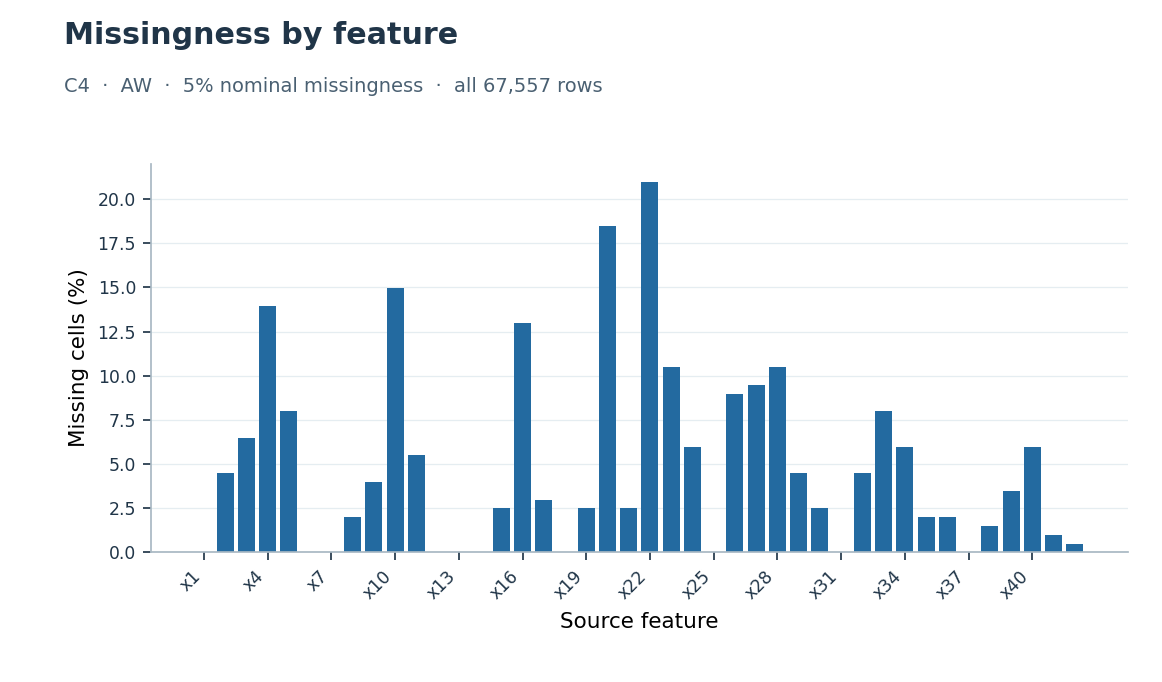 Missingness by feature
C4 · AW · 5% nominal missingness · all 67,557 rows
Missing cells (%)
20.0
17.5
15.0
12.5
10.0
7.5
5.0
2.5
0.0
x1 x4 x7 x10 x13 x16 x19 x22 x25 x28 x31 x34 x37 x40
Source feature